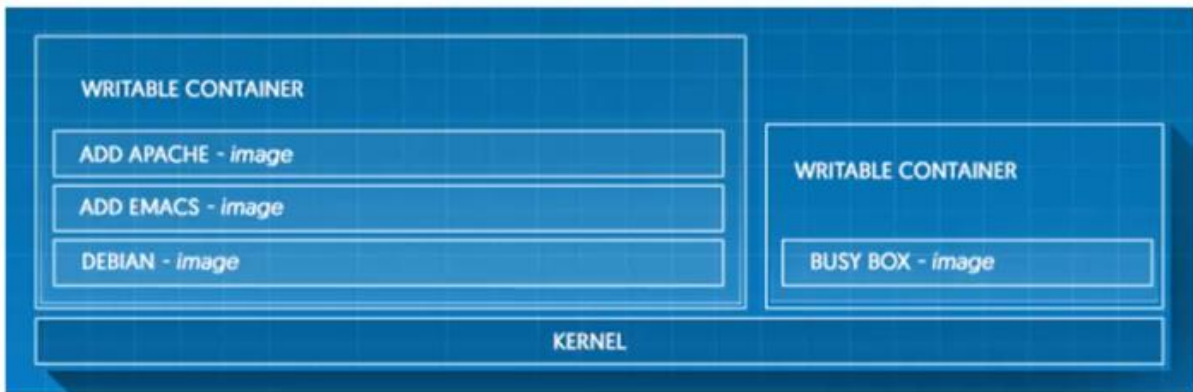 WRITABLE CONTAINER
ADD APACHE - image
ADD EMACS - image
DEBIAN - image
WRITABLE CONTAINER
BUSY BOX - image
KERNEL